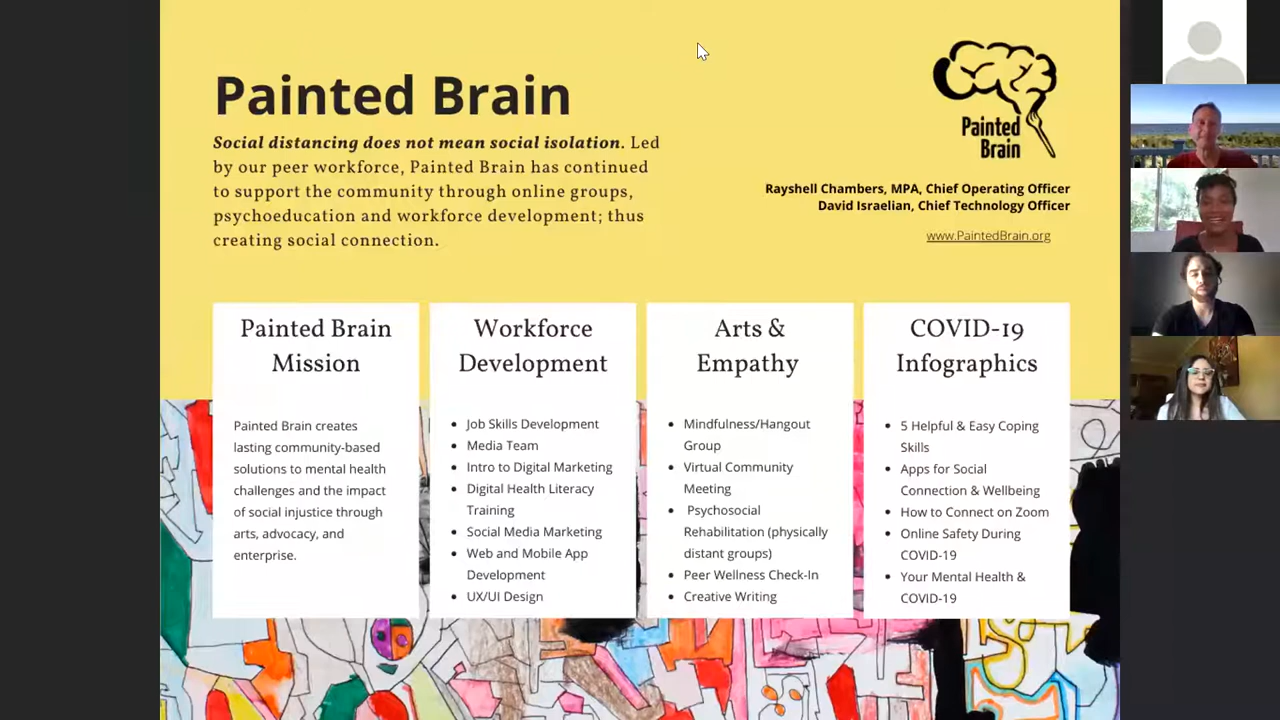 Painted Brain
Social distancing does not mean social isolation. Led
by our peer workforce, Painted Brain has continued
to support the community through online groups,
psychoeducation and workforce development; thus
creating social connection.
Painted
Brain
Rayshell Chambers, MPA, Chief Operating Officer
David Israelian, Chief Technology Officer
www.PaintedBrain.org
Painted Brain
Mission
Painted Brain creates
lasting community-based
solutions to mental health
challenges and the impact
of social injustice through
arts, advocacy, and
enterprise.
Workforce
Development
• Job Skills Development
• Media Team
• Intro to Digital Marketing
• Digital Health Literacy
Training
• Social Media Marketing
• Web and Mobile App
Development
• UX/UI Design
Arts &
Empathy
• Mindfulness/Hangout
Group
• Virtual Community
Meeting
• Psychosocial
Rehabilitation (physically
distant groups)
• Peer Wellness Check-In
• Creative Writing
COVID-19
Infographics
• 5 Helpful & Easy Coping
Skills
• Apps for Social
Connection & Wellbeing
• How to Connect on Zoom
• Online Safety During
COVID-19
• Your Mental Health &
COVID-19